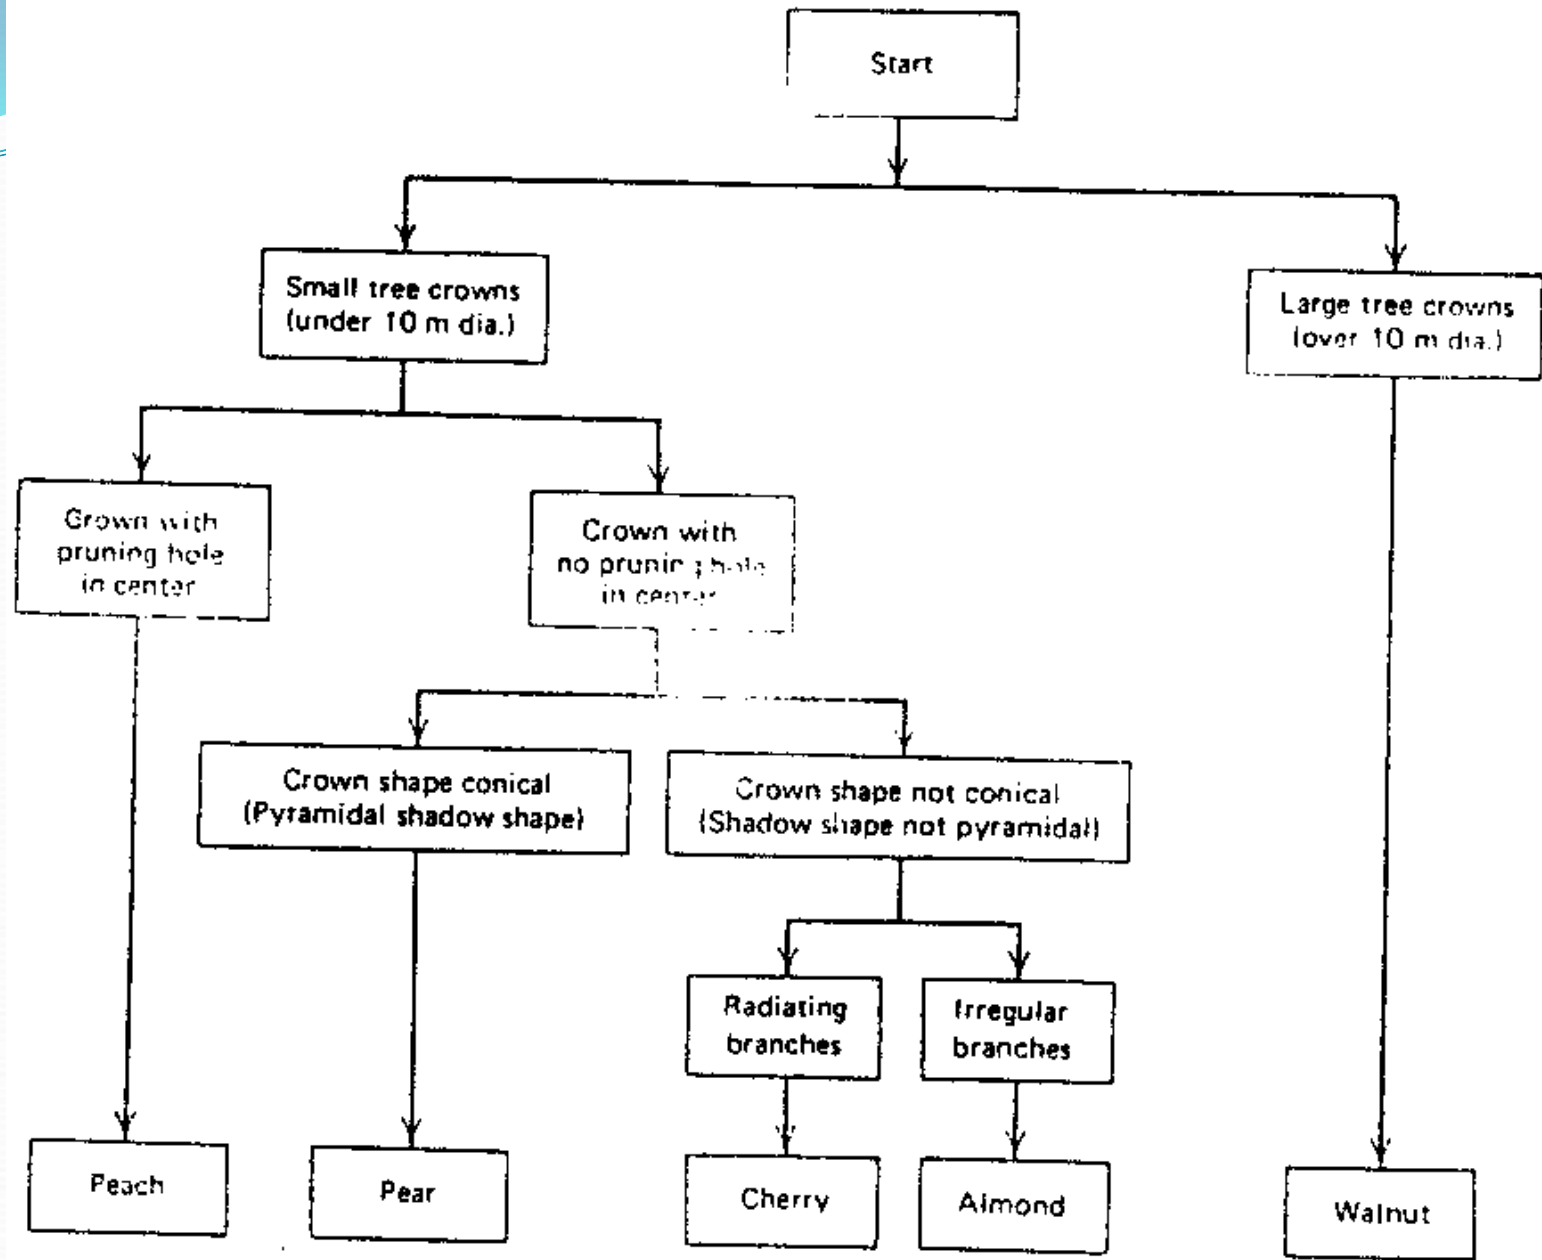 Start
Small tree crowns
(under 10 m dia.)
Large tree crowns
(over 10 m dia.)
Crown with
pruning hole
in center
Crown with
no pruning hole
in center
Crown shape conical
(Pyramidal shadow shape)
Crown shape not conical
(Shadow shape not pyramidal)
Radiating
branches
Irregular
branches
Peach
Pear
Cherry
Almond
Walnut